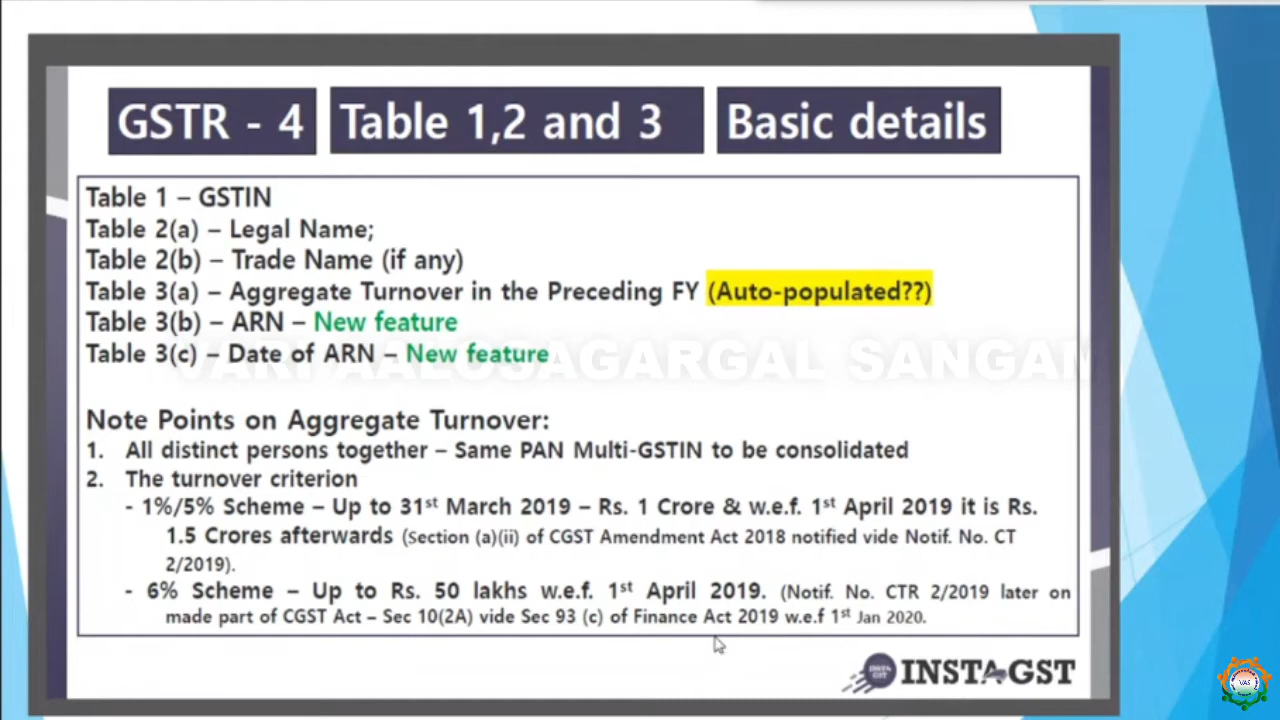 GSTR - 4 Table 1,2 and 3 Basic details
Table 1 – GSTIN
Table 2(a) – Legal Name;
Table 2(b) – Trade Name (if any)
Table 3(a) – Aggregate Turnover in the Preceding FY (Auto-populated??)
Table 3(b) – ARN – New feature
Table 3(c) – Date of ARN – New feature
VARI AALOSAGARGAL SANGAM
Note Points on Aggregate Turnover:
1. All distinct persons together – Same PAN Multi-GSTIN to be consolidated
2. The turnover criterion
- 1%/5% Scheme – Up to 31st March 2019 – Rs. 1 Crore & w.e.f. 1st April 2019 it is Rs.
1.5 Crores afterwards (Section (a)(ii) of CGST Amendment Act 2018 notified vide Notif. No. CT
2/2019).
- 6% Scheme – Up to Rs. 50 lakhs w.e.f. 1st April 2019. (Notif. No. CTR 2/2019 later on
made part of CGST Act – Sec 10(2A) vide Sec 93 (c) of Finance Act 2019 w.e.f 1st Jan 2020.
INSTA GST
INSTAGST
VAS